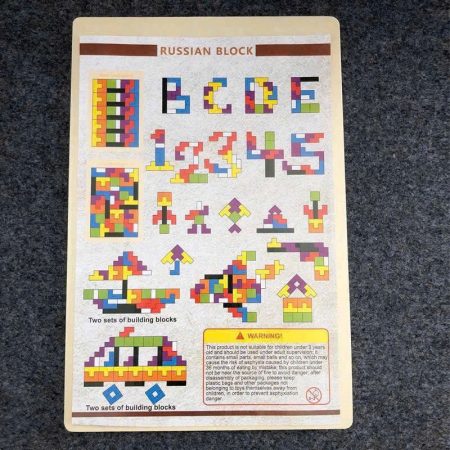 RUSSIAN BLOCK
B C D E
1 2 3 4 5
Two sets of building blocks
Two sets of building blocks
WARNING!
This product is not suitable for children under 3 years
old and should be used under adult supervision; it
contains small parts, small balls and so on, which may
cause the risk of asphyxia caused by children under
36 months of eating by mistake; this product should
not be near the source of fire to avoid danger; after
disassembly of packaging, please keep
plastic bags and other packages not
belonging to toys themselves away from
children, in order to prevent asphyxiation
danger.